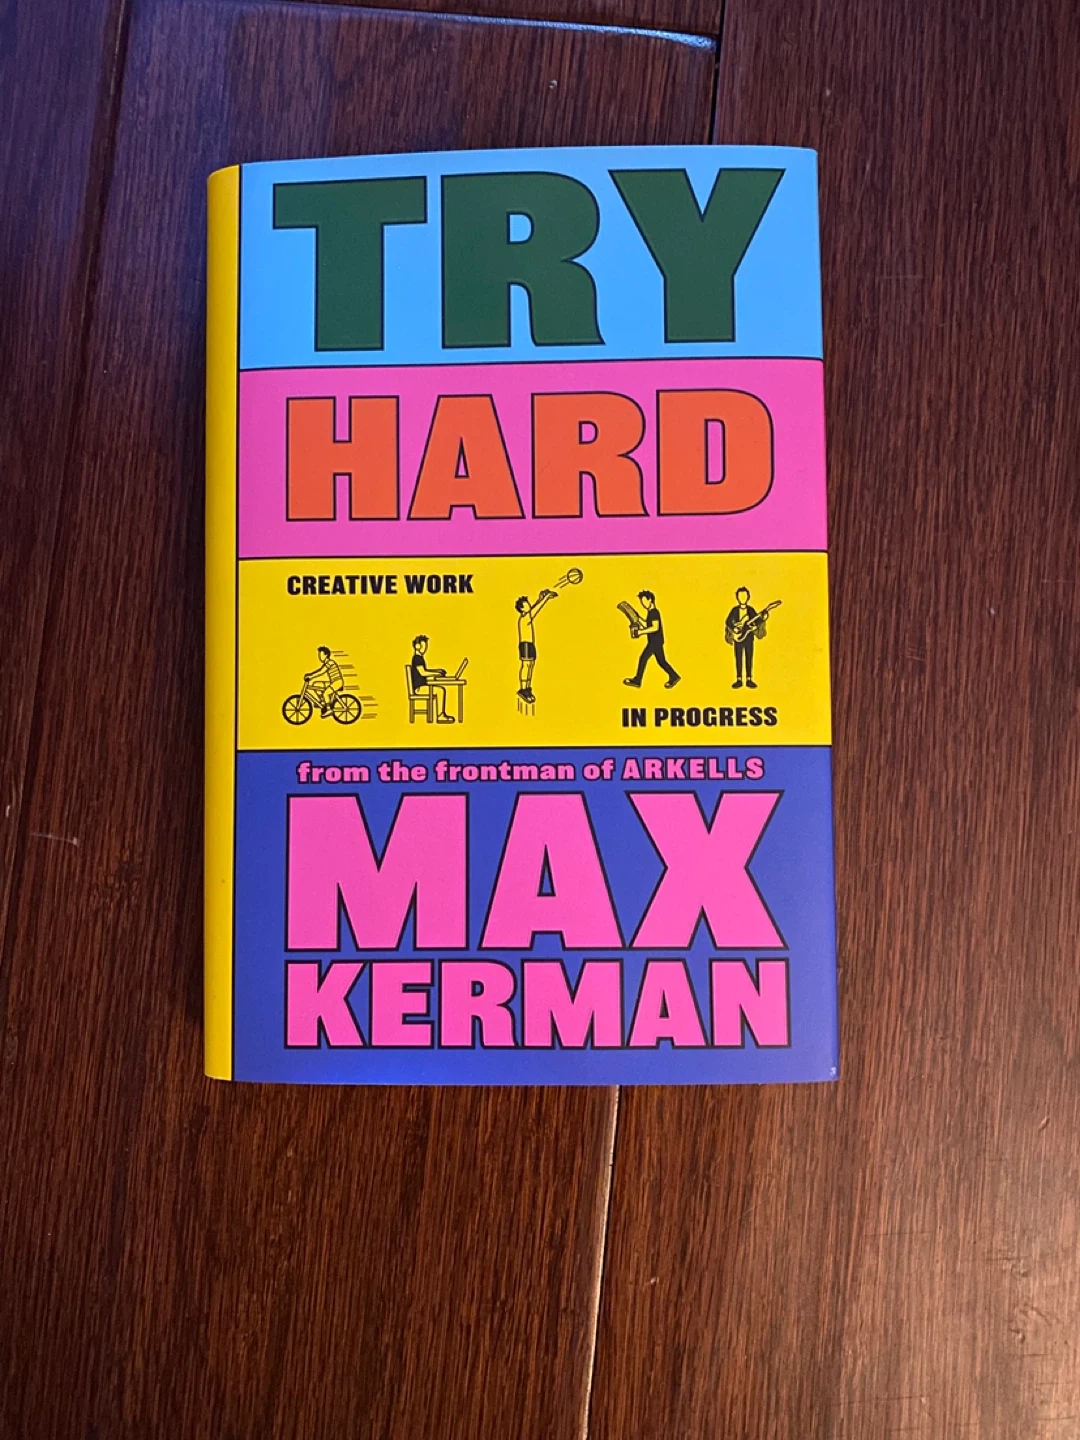 TRY
HARD
CREATIVE WORK
IN PROGRESS
from the frontman of ARKELLS
MAX
KERMAN